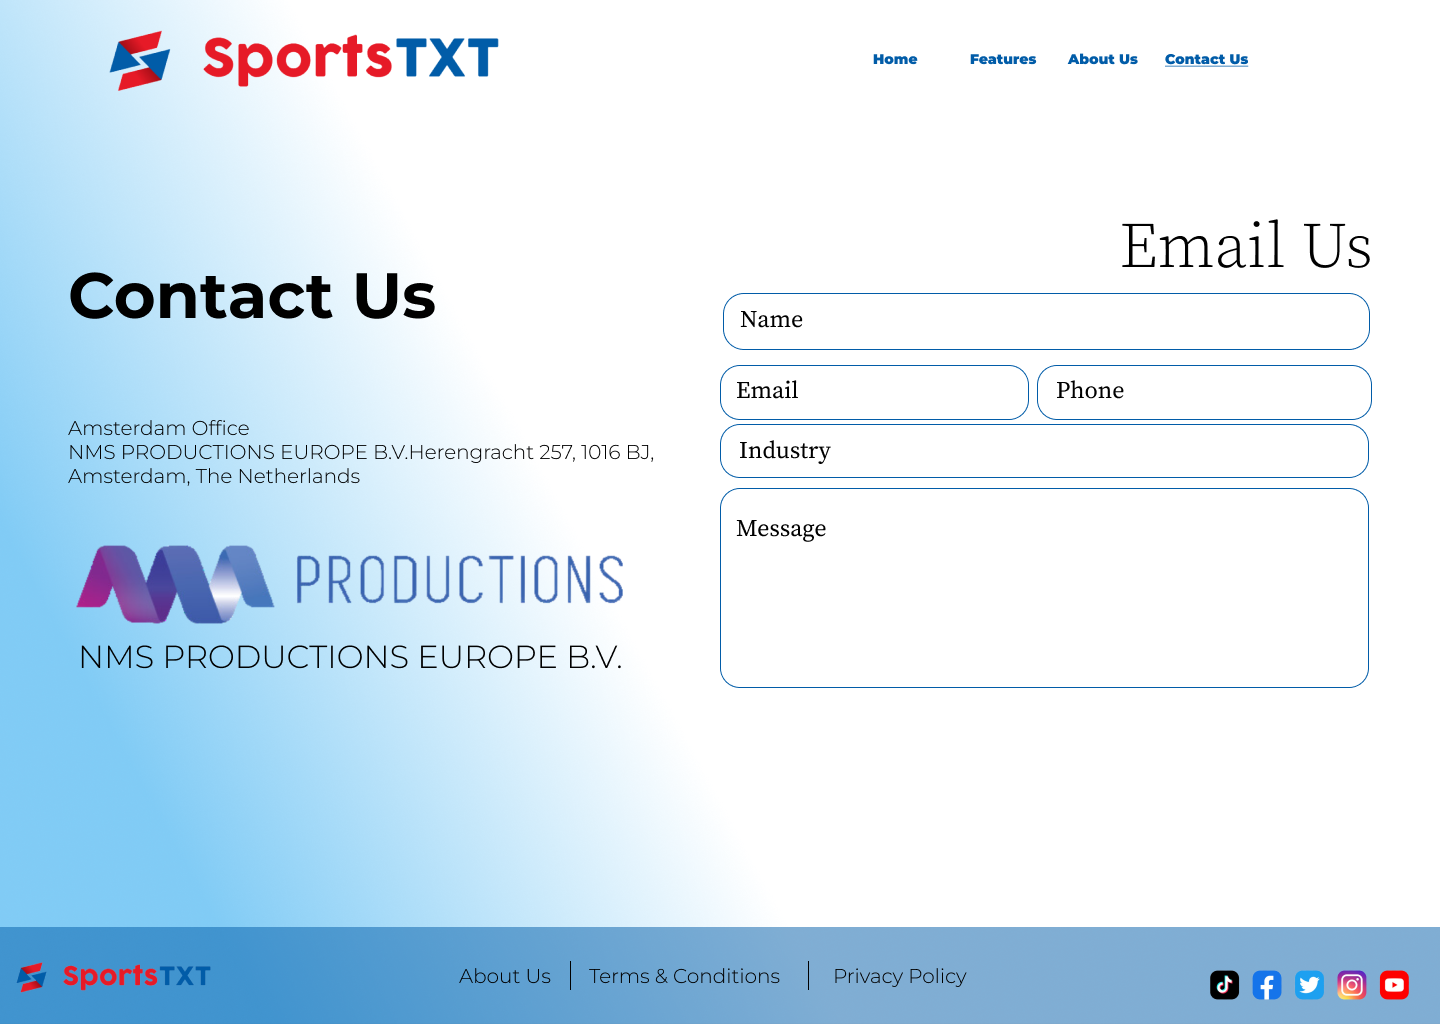 SportsTXT
Home Features About Us Contact Us
Email Us
Contact Us
Name
Email Phone
Industry
Message
Amsterdam Office
NMS PRODUCTIONS EUROPE B.V.Herengracht 257, 1016 BJ,
Amsterdam, The Netherlands
PRODUCTIONS
NMS PRODUCTIONS EUROPE B.V.
SportsTXT
About Us Terms & Conditions Privacy Policy